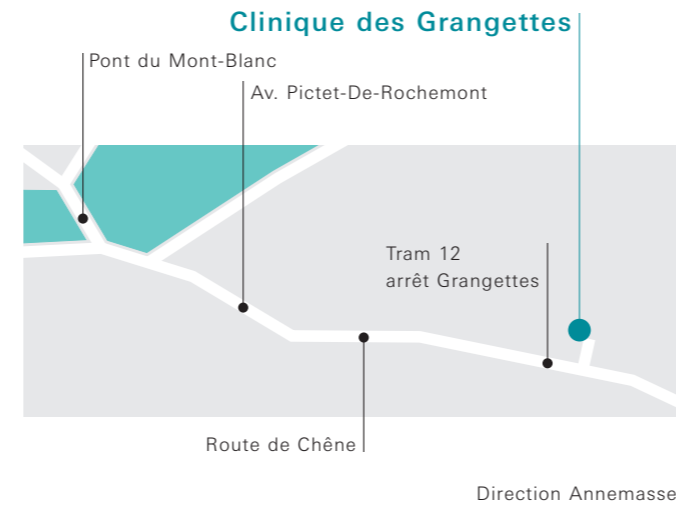 Clinique des Grangettes
Pont du Mont-Blanc
Av. Pictet-De-Rochemont
Tram 12
arrêt Grangettes
Route de Chêne
Direction Annemasse